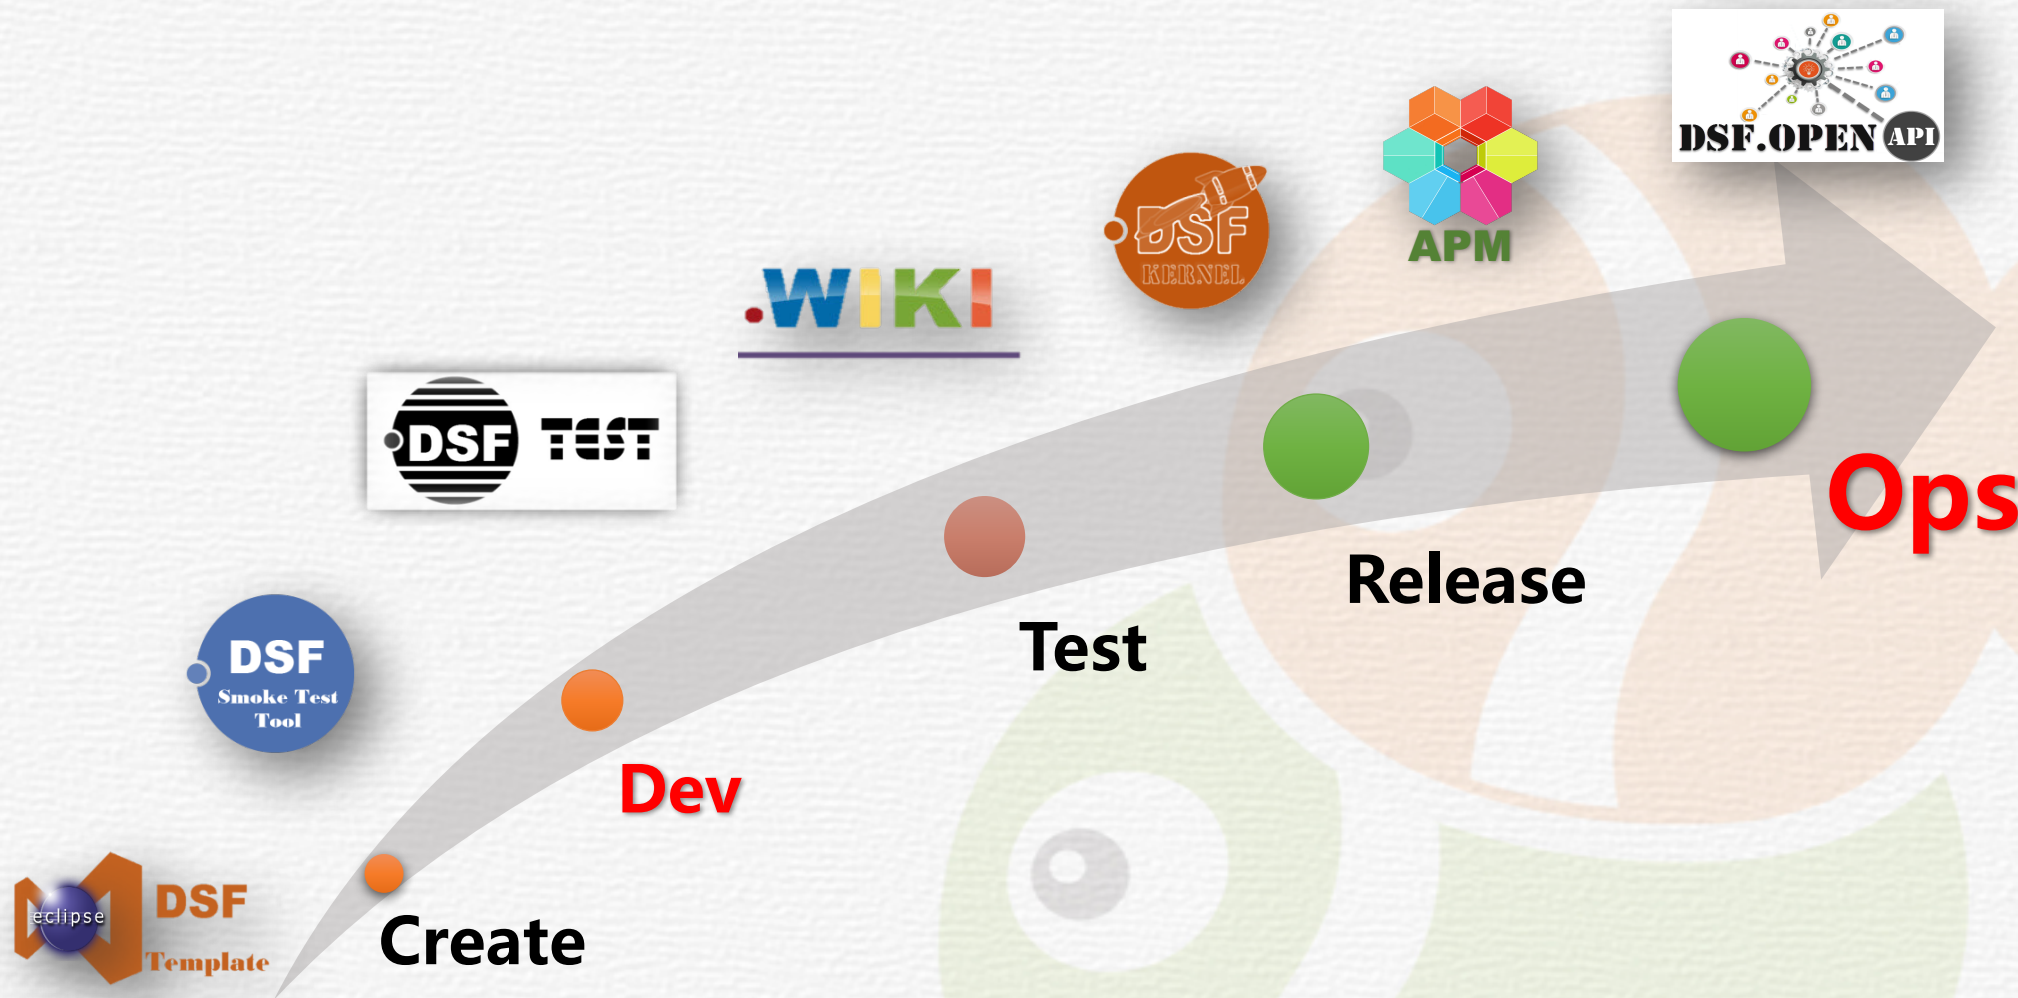 DSF.OPEN API
APM
DSF
KERNEL
.WIKI
DSF TEST
Ops
Release
Test
DSF
Smoke Test
Tool
Dev
eclipse
DSF
Template
Create